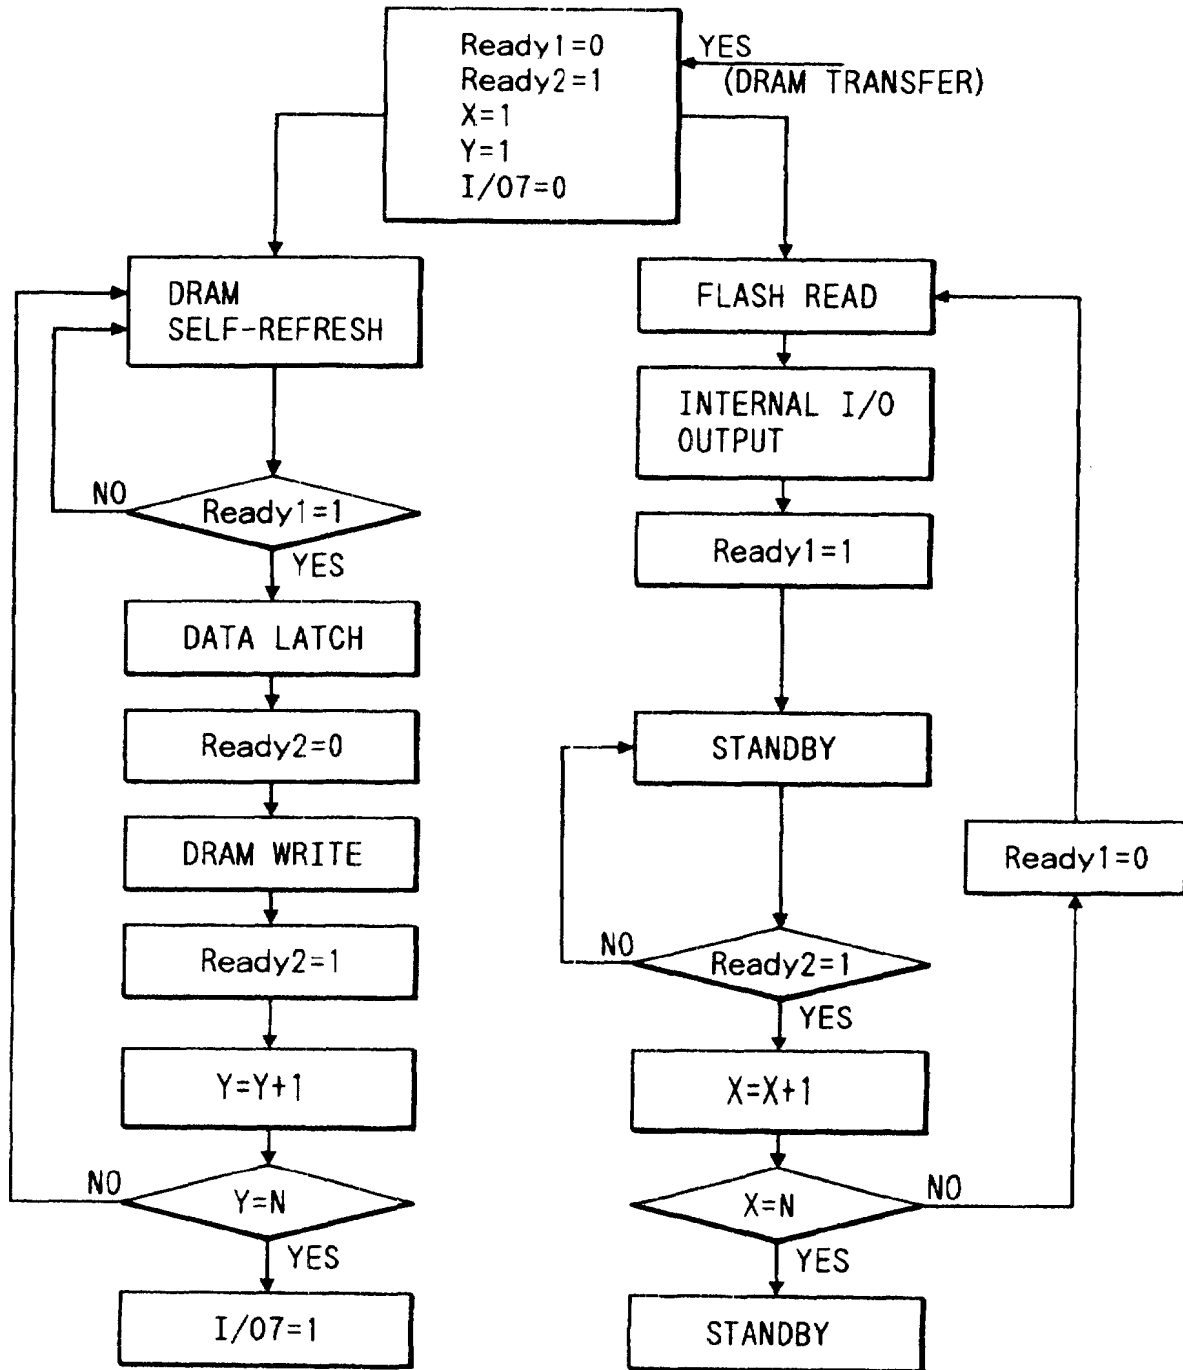 Ready1=0
Ready2=1
X=1
Y=1
I/O7=0
YES
(DRAM TRANSFER)
DRAM
SELF-REFRESH
NO
Ready1=1
YES
DATA LATCH
Ready2=0
DRAM WRITE
Ready2=1
Y=Y+1
NO
Y=N
YES
I/O7=1
FLASH READ
INTERNAL I/O
OUTPUT
Ready1=1
STANDBY
NO
Ready2=1
YES
X=X+1
X=N
NO
Ready1=0
YES
STANDBY